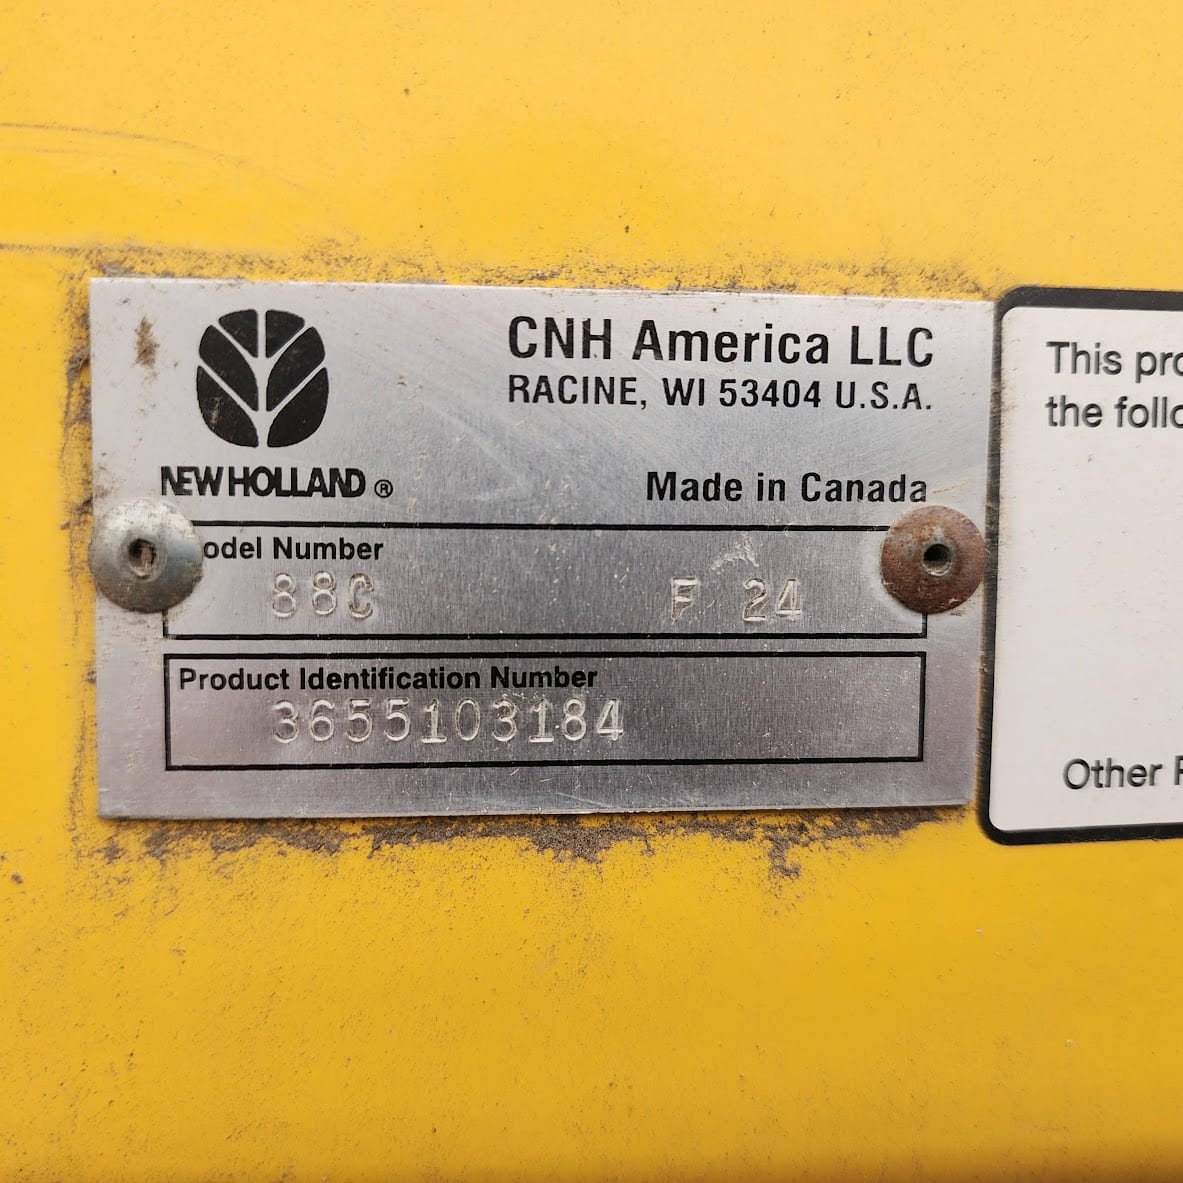 CNH America LLC
RACINE, WI 53404 U.S.A.
NEW HOLLAND ®
Made in Canada
odel Number
88C F 24
Product Identification Number
3655103184
This pro
the follo
Other